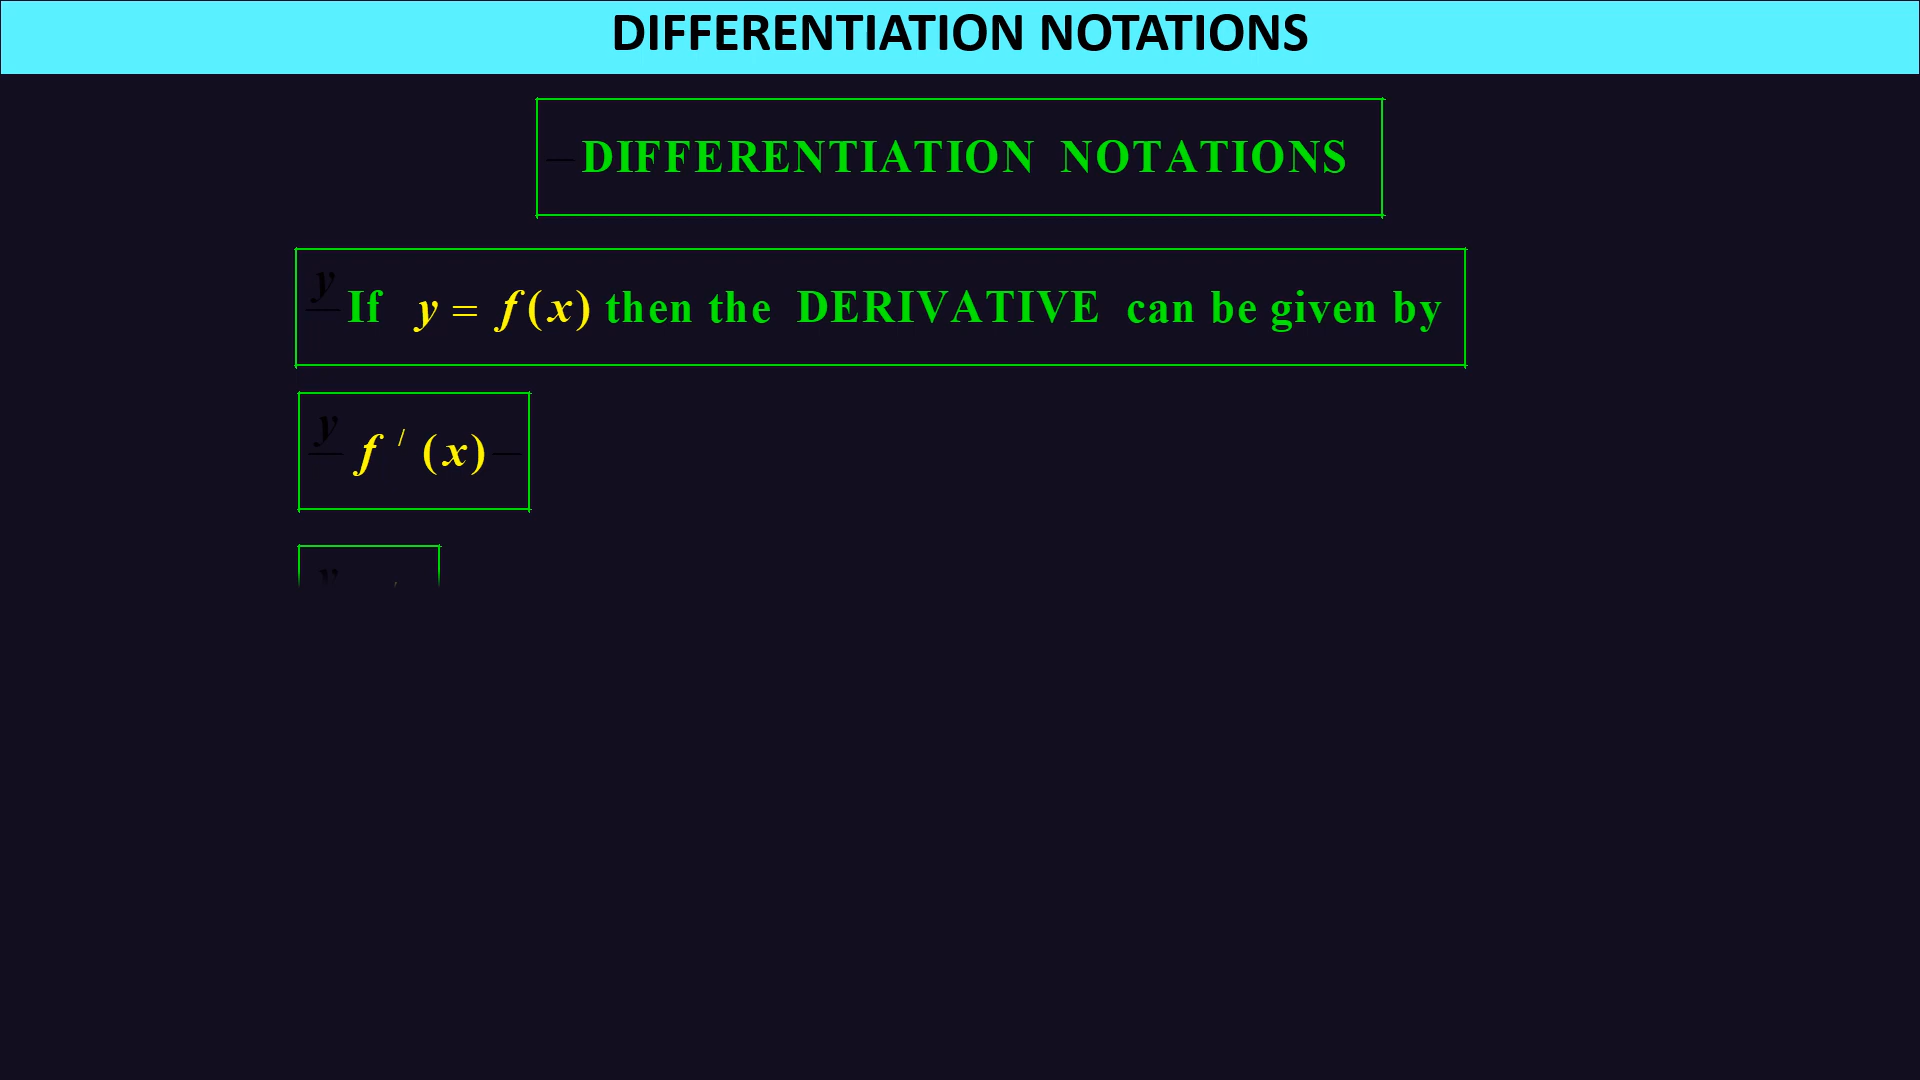 DIFFERENTIATION NOTATIONS
DIFFERENTIATION NOTATIONS
If y = f(x) then the DERIVATIVE can be given by
f ′ (x)